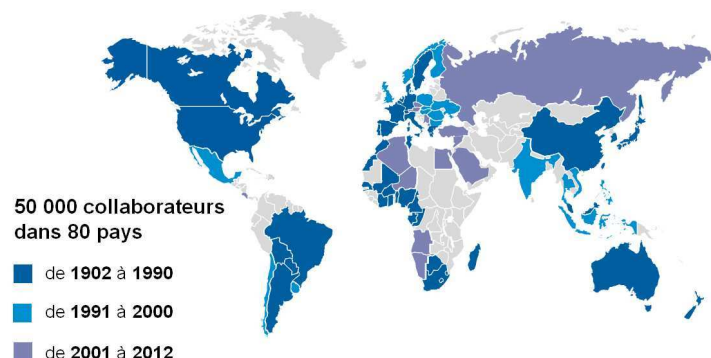 50 000 collaborateurs
dans 80 pays
de 1902 à 1990
de 1991 à 2000
de 2001 à 2012